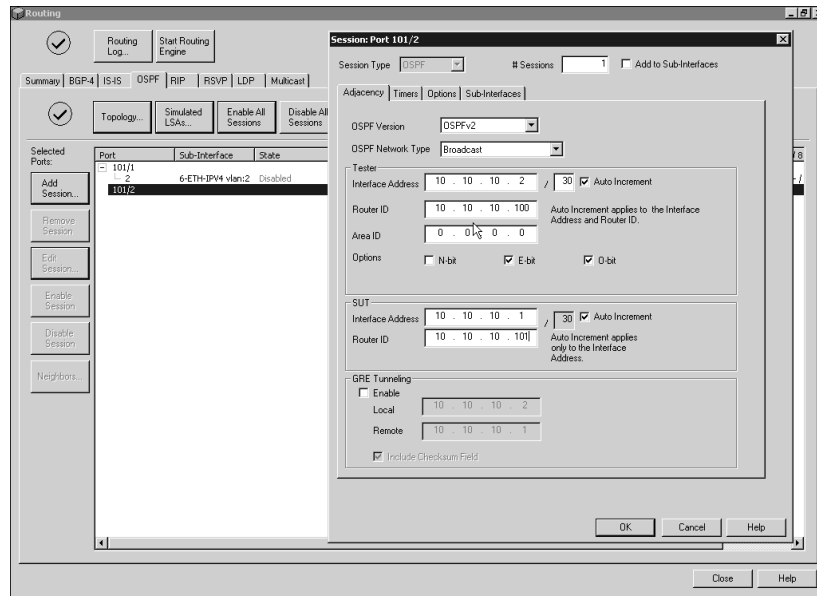 Routing
Routing Log...
Start Routing Engine
Summary
BGP-4
IS-IS
OSPF
RIP
RSVP
LDP
Multicast
Topology...
Simulated LSAs...
Enable All Sessions
Disable All Sessions
Selected Ports:
Add Session...
Remove Session
Edit Session...
Enable Session
Disable Session
Neighbors...
Port
Sub-Interface
State
101/1
2
6-ETH-IPV4 vlan:2
Disabled
101/2
Session: Port 101/2
Session Type
OSPF
# Sessions
1
Add to Sub-Interfaces
Adjacency
Timers
Options
Sub-Interfaces
OSPF Version
OSPFv2
OSPF Network Type
Broadcast
Tester
Interface Address
10 . 10 . 10 . 2
/ 30
Auto Increment
Router ID
10 . 10 . 10 . 100
Auto Increment applies to the Interface
Address and Router ID.
Area ID
0 . 0 . 0 . 0
Options
N-bit
E-bit
O-bit
SUT
Interface Address
10 . 10 . 10 . 1
/ 30
Auto Increment
Router ID
10 . 10 . 10 . 101
Auto Increment applies
only to the Interface
Address.
GRE Tunneling
Enable
Local
10 . 10 . 10 . 2
Remote
10 . 10 . 10 . 1
Include Checksum Field
OK
Cancel
Help
Close
Help